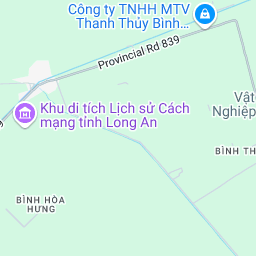 Công ty TNHH MTV
Thanh Thủy Bình...
Provincial Rd 839
Khu di tích Lịch sử Cách
mạng tỉnh Long An
Vật
Nghiệp
BÌNH TH
BÌNH HÒA
HƯNG